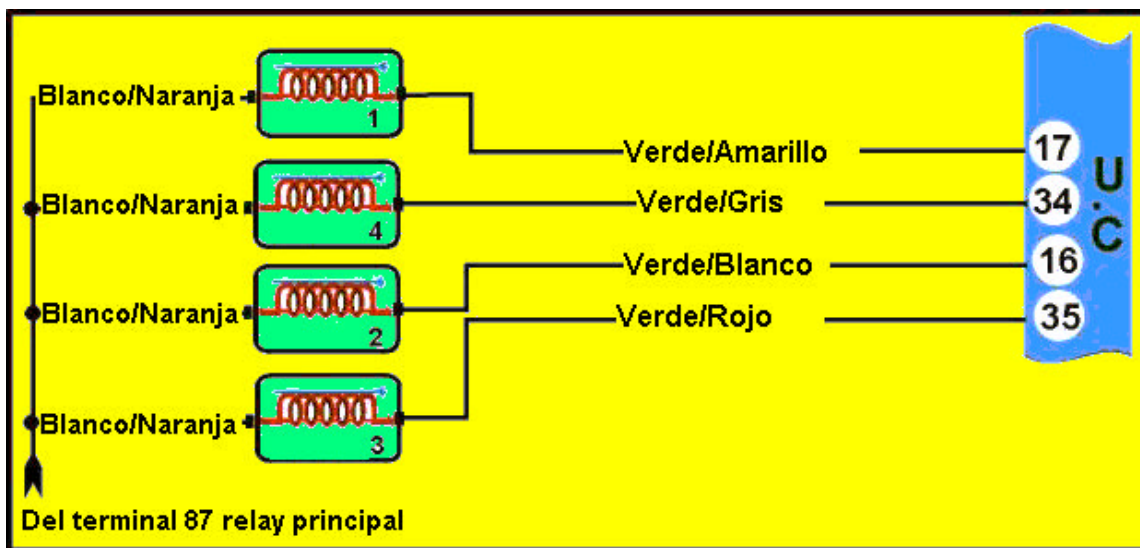 Blanco/Naranja 1 Verde/Amarillo 17
Blanco/Naranja 4 Verde/Gris 34
Blanco/Naranja 2 Verde/Blanco 16
Blanco/Naranja 3 Verde/Rojo 35
U.C
Del terminal 87 relay principal